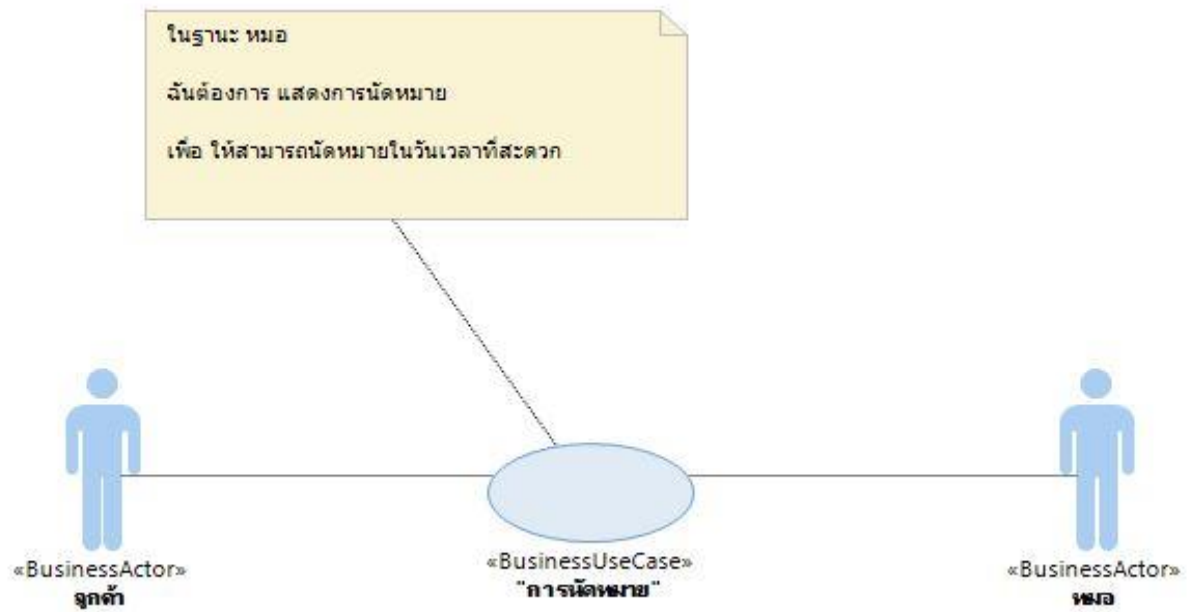 ในฐานะ หมอ
ฉันต้องการ แสดงการนัดหมาย
เพื่อ ให้สามารถนัดหมายในวันเวลาที่สะดวก
«BusinessActor»
ลูกค้า
«BusinessUseCase»
"การนัดหมาย"
«BusinessActor»
หมอ